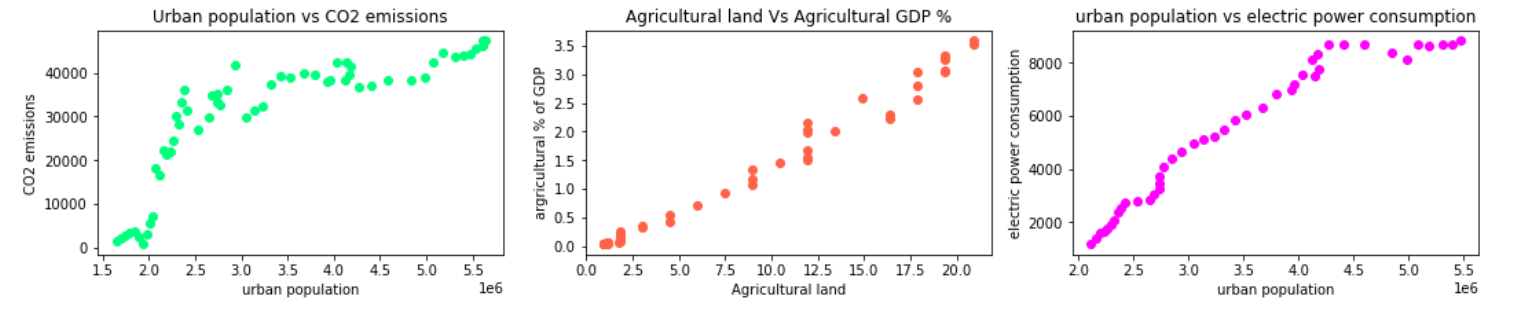 Urban population vs CO2 emissions
CO2 emissions
40000
30000
20000
10000
0
1.5 2.0 2.5 3.0 3.5 4.0 4.5 5.0 5.5
1e6
urban population
Agricultural land Vs Agricultural GDP %
argricultural % of GDP
3.5
3.0
2.5
2.0
1.5
1.0
0.5
0.0
0.0 2.5 5.0 7.5 10.0 12.5 15.0 17.5 20.0
Agricultural land
urban population vs electric power consumption
electric power consumption
8000
6000
4000
2000
2.0 2.5 3.0 3.5 4.0 4.5 5.0 5.5
1e6
urban population